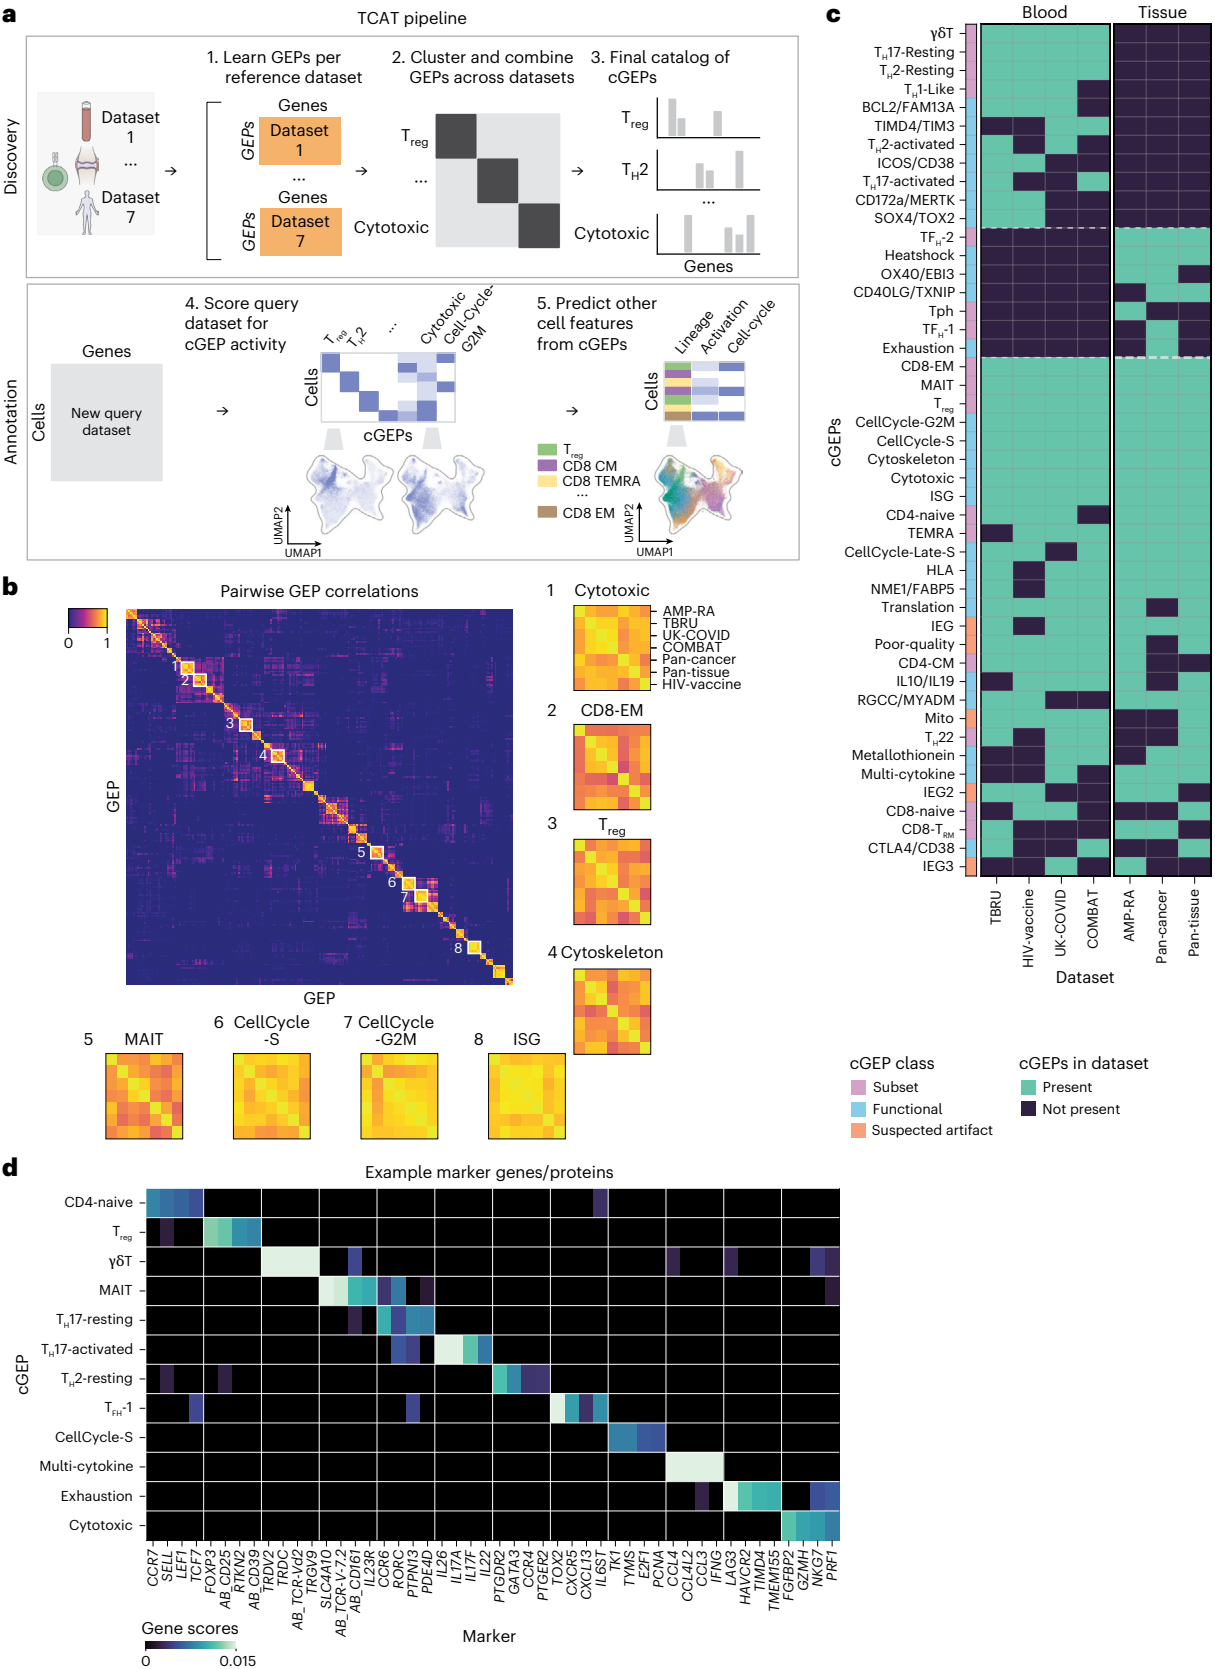 a
TCAT pipeline
Discovery
Dataset
1
...
Dataset
7
1. Learn GEPs per
reference dataset
Genes
GEPs
Dataset
1
...
Genes
GEPs
Dataset
7
2. Cluster and combine
GEPs across datasets
Treg
...
Cytotoxic
3. Final catalog of
cGEPs
Treg
TH2
...
Cytotoxic
Genes
Annotation
Genes
Cells
New query
dataset
4. Score query
dataset for
cGEP activity
Treg
TH2
...
Cytotoxic
Cell-Cycle-
G2M
Cells
cGEPs
UMAP2
UMAP1
5. Predict other
cell features
from cGEPs
Lineage
Activation
Cell-cycle
Cells
Treg
CD8 CM
CD8 TEMRA
...
CD8 EM
UMAP2
UMAP1
b
Pairwise GEP correlations
0
1
GEP
GEP
1
2
3
4
5
6
7
8
1 Cytotoxic
AMP-RA
TBRU
UK-COVID
COMBAT
Pan-cancer
Pan-tissue
HIV-vaccine
2 CD8-EM
3 Treg
4 Cytoskeleton
5 MAIT
6 CellCycle
-S
7 CellCycle
-G2M
8 ISG
c
Blood
Tissue
cGEPs
γδT
TH17-Resting
TH2-Resting
TH1-Like
BCL2/FAM13A
TIMD4/TIM3
TH2-activated
ICOS/CD38
TH17-activated
CD172a/MERTK
SOX4/TOX2
TFH-2
Heatshock
OX40/EBI3
CD40LG/TXNIP
Tph
TFH-1
Exhaustion
CD8-EM
MAIT
Treg
CellCycle-G2M
CellCycle-S
Cytoskeleton
Cytotoxic
ISG
CD4-naive
TEMRA
CellCycle-Late-S
HLA
NME1/FABP5
Translation
IEG
Poor-quality
CD4-CM
IL10/IL19
RGCC/MYADM
Mito
TH22
Metallothionein
Multi-cytokine
IEG2
CD8-naive
CD8-TRM
CTLA4/CD38
IEG3
TBRU
HIV-vaccine
UK-COVID
COMBAT
AMP-RA
Pan-cancer
Pan-tissue
Dataset
cGEP class
Subset
Functional
Suspected artifact
cGEPs in dataset
Present
Not present
d
Example marker genes/proteins
cGEP
CD4-naive
Treg
γδT
MAIT
TH17-resting
TH17-activated
TH2-resting
TFH-1
CellCycle-S
Multi-cytokine
Exhaustion
Cytotoxic
CCR7
SELL
LEF1
TCF7
FOXP3
AB_CD25
RTKN2
AB_CD39
TRDV2
TRDC
AB_TCR-Vd2
TRGV9
SLC4A10
AB_TCR-V-7.2
AB_CD161
IL23R
CCR6
RORC
PTPN13
PDE4D
IL26
IL17A
IL17F
IL22
PTGDR2
GATA3
CCR4
PTGER2
TOX2
CXCR5
CXCL13
IL6ST
TK1
TYMS
E2F1
PCNA
CCL4
CCL4L2
CCL3
IFNG
LAG3
HAVCR2
TIMD4
TMEM155
FGFBP2
GZMH
NKG7
PRF1
Marker
Gene scores
0
0.015